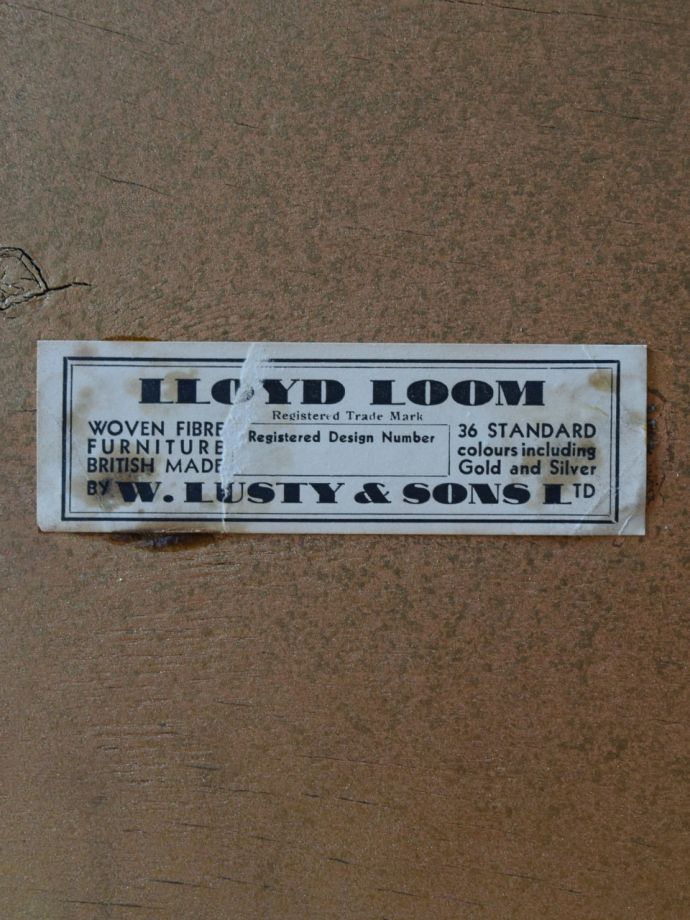 LLOYD LOOM
Registered Trade Mark
WOVEN FIBRE
FURNITURE
BRITISH MADE
Registered Design Number
36 STANDARD
colours including
Gold and Silver
BY W. LUSTY & SONS LTD